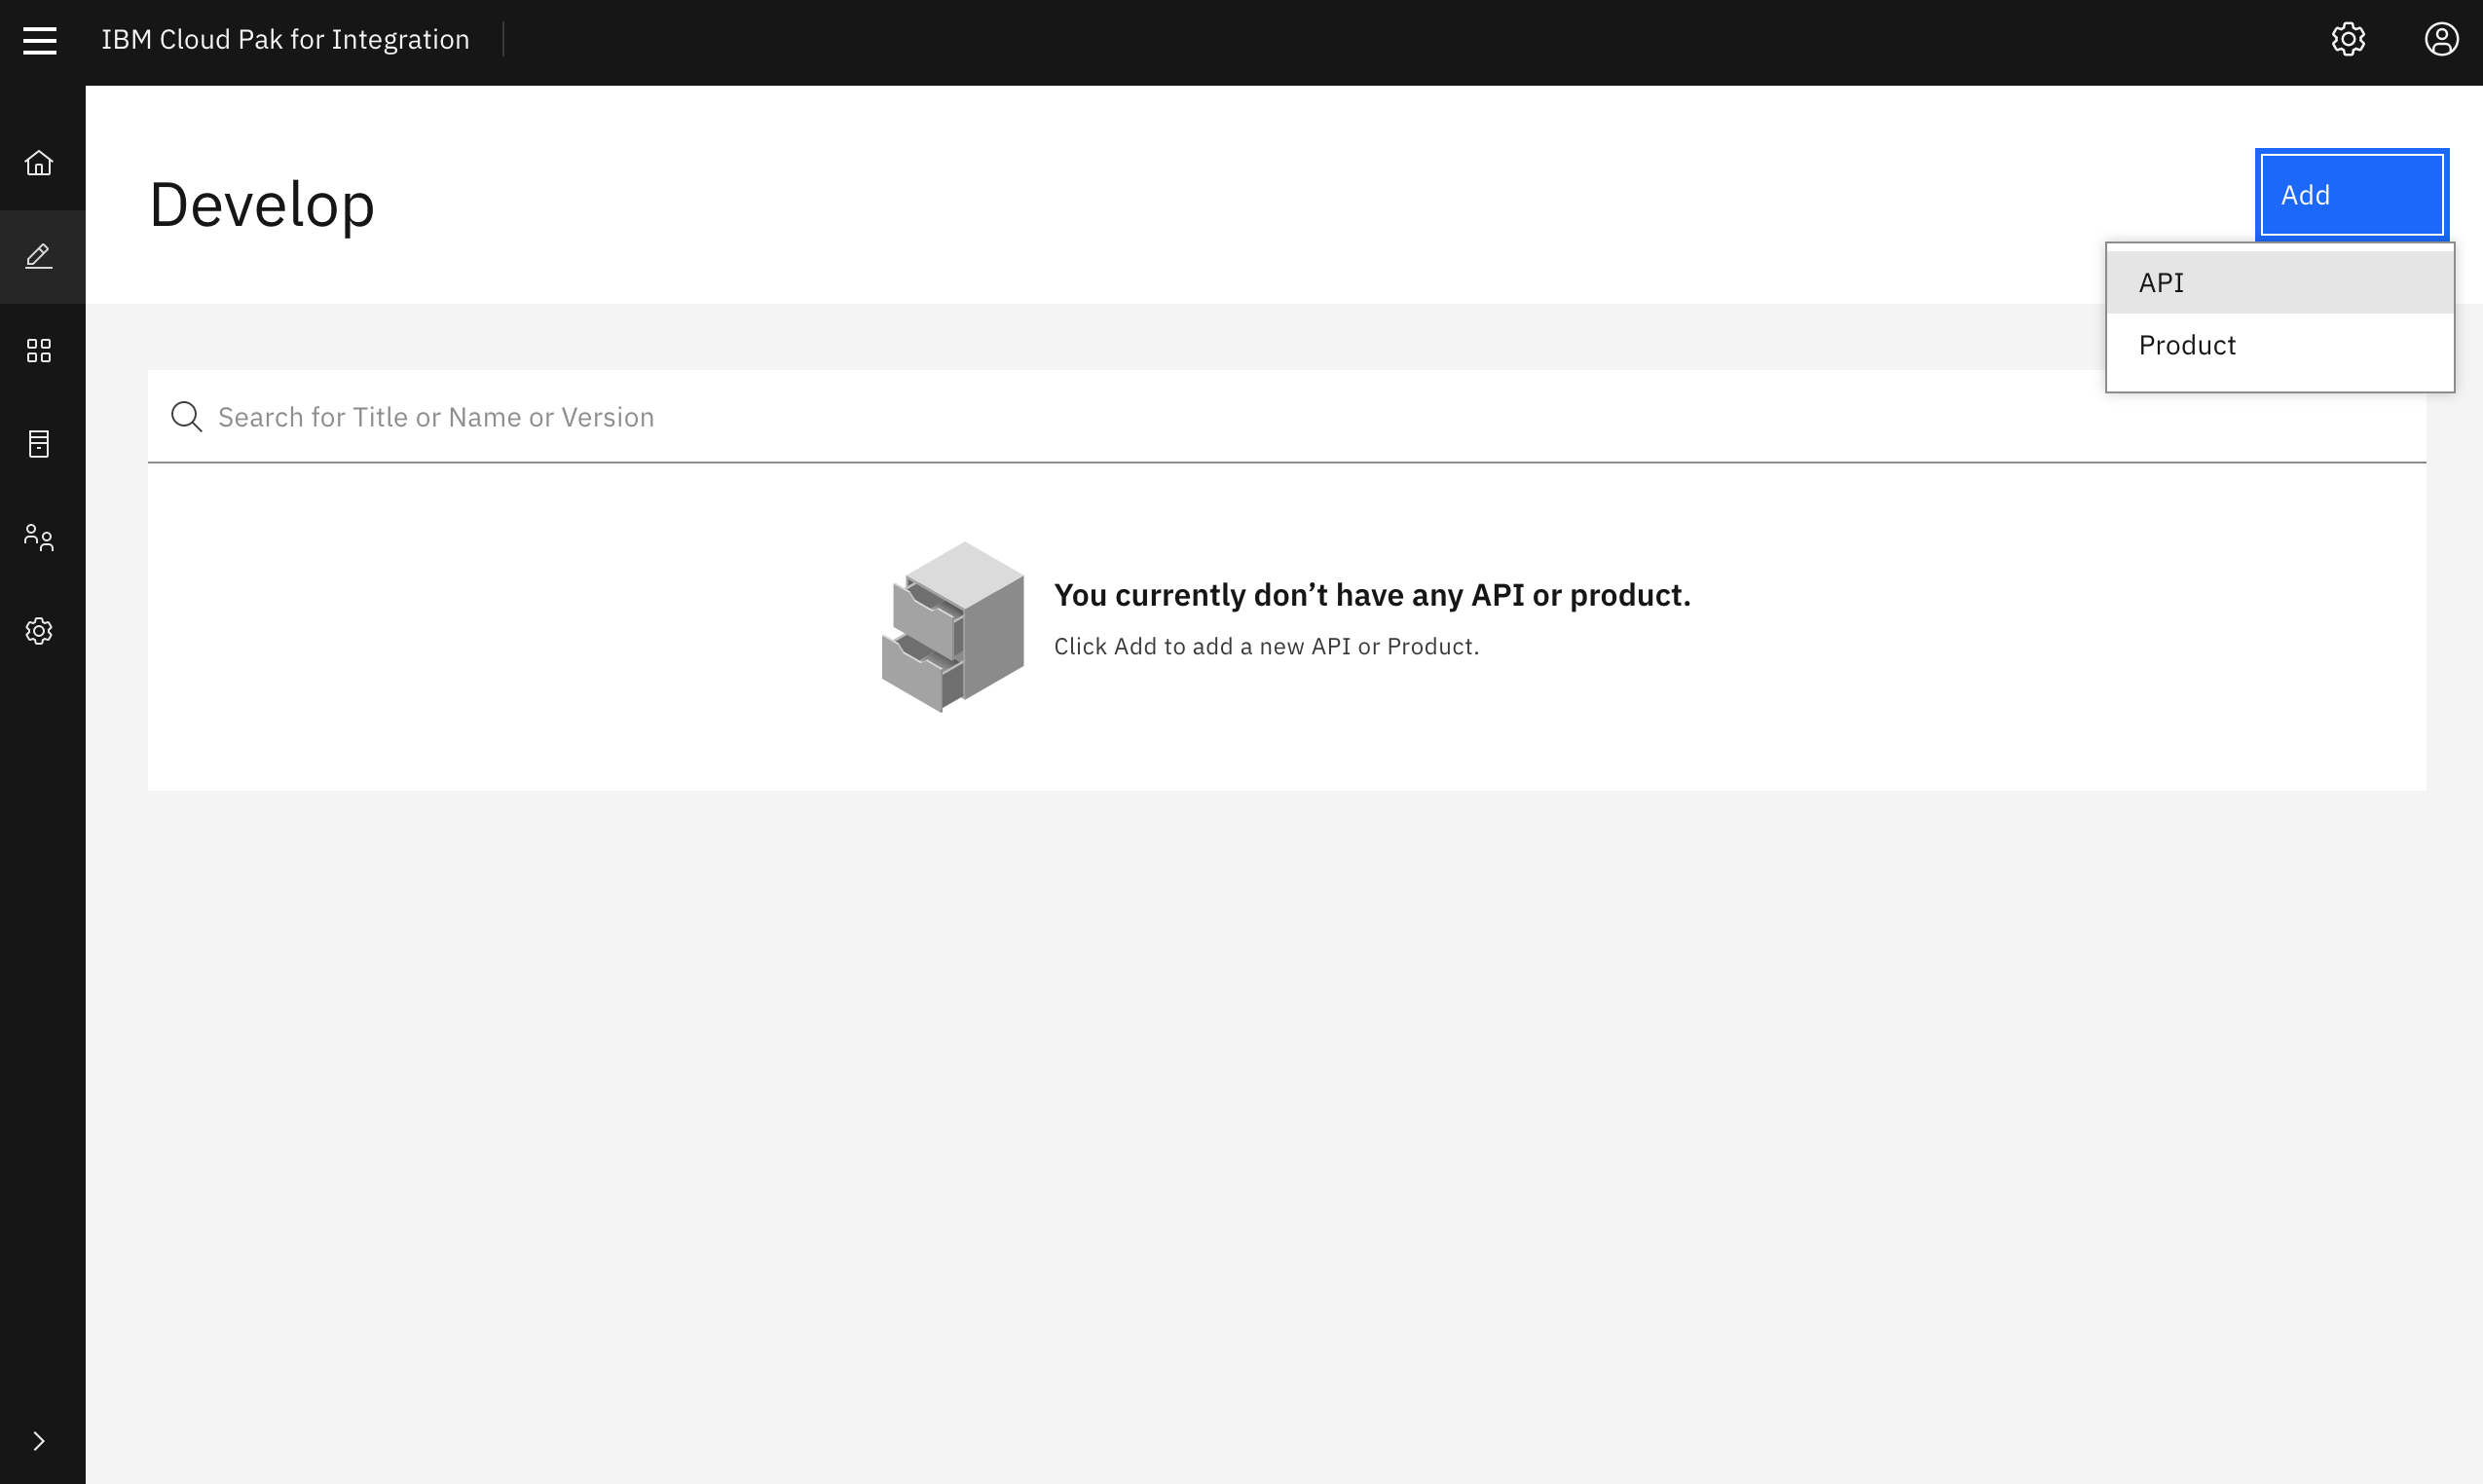 IBM Cloud Pak for Integration
Develop
Add
API
Product
Search for Title or Name or Version
You currently don’t have any API or product.
Click Add to add a new API or Product.